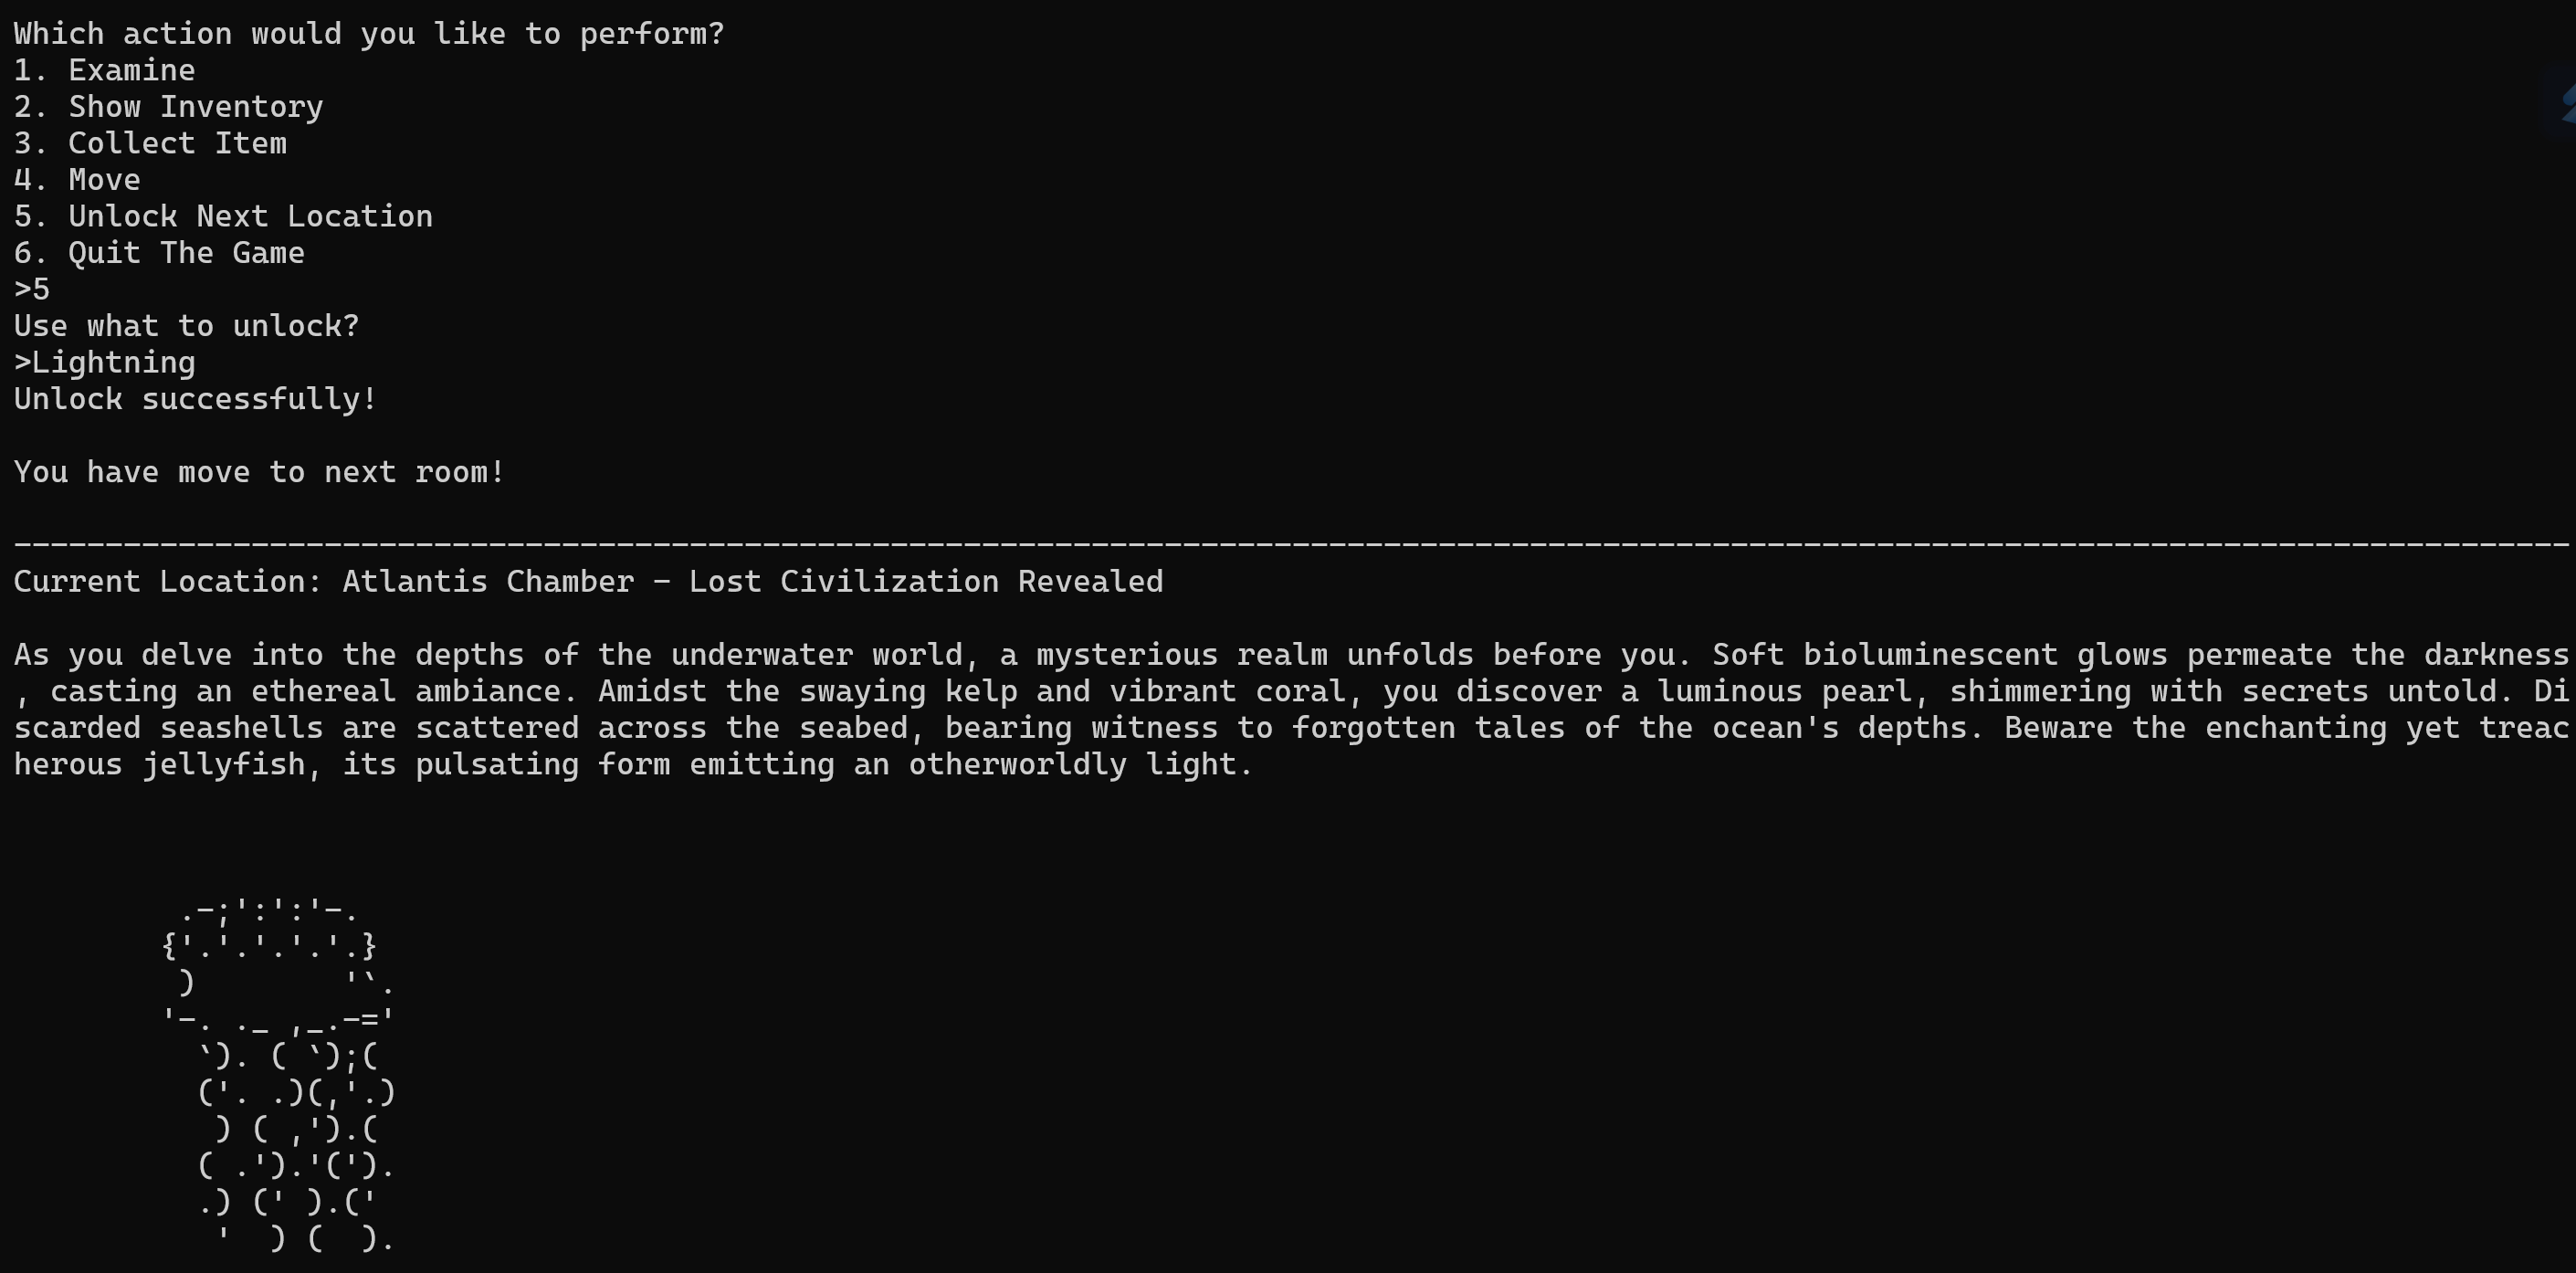 Which action would you like to perform?
1. Examine
2. Show Inventory
3. Collect Item
4. Move
5. Unlock Next Location
6. Quit The Game
>5
Use what to unlock?
>Lightning
Unlock successfully!
You have move to next room!
--------------------------------------------------------------------------------------------------------------------------------------------
Current Location: Atlantis Chamber - Lost Civilization Revealed
As you delve into the depths of the underwater world, a mysterious realm unfolds before you. Soft bioluminescent glows permeate the darkness
, casting an ethereal ambiance. Amidst the swaying kelp and vibrant coral, you discover a luminous pearl, shimmering with secrets untold. Di
scarded seashells are scattered across the seabed, bearing witness to forgotten tales of the ocean's depths. Beware the enchanting yet treac
herous jellyfish, its pulsating form emitting an otherworldly light.
         .-;':':'-.
        {'.'.'.'.'.}
         )        '`.
        '-. ._ ,_.-='
          `). ( `);(
          ('. .)(,'.)
           ) ( ,').(
          ( .').'(').
          .) (' ).('
           '  ) (  ).